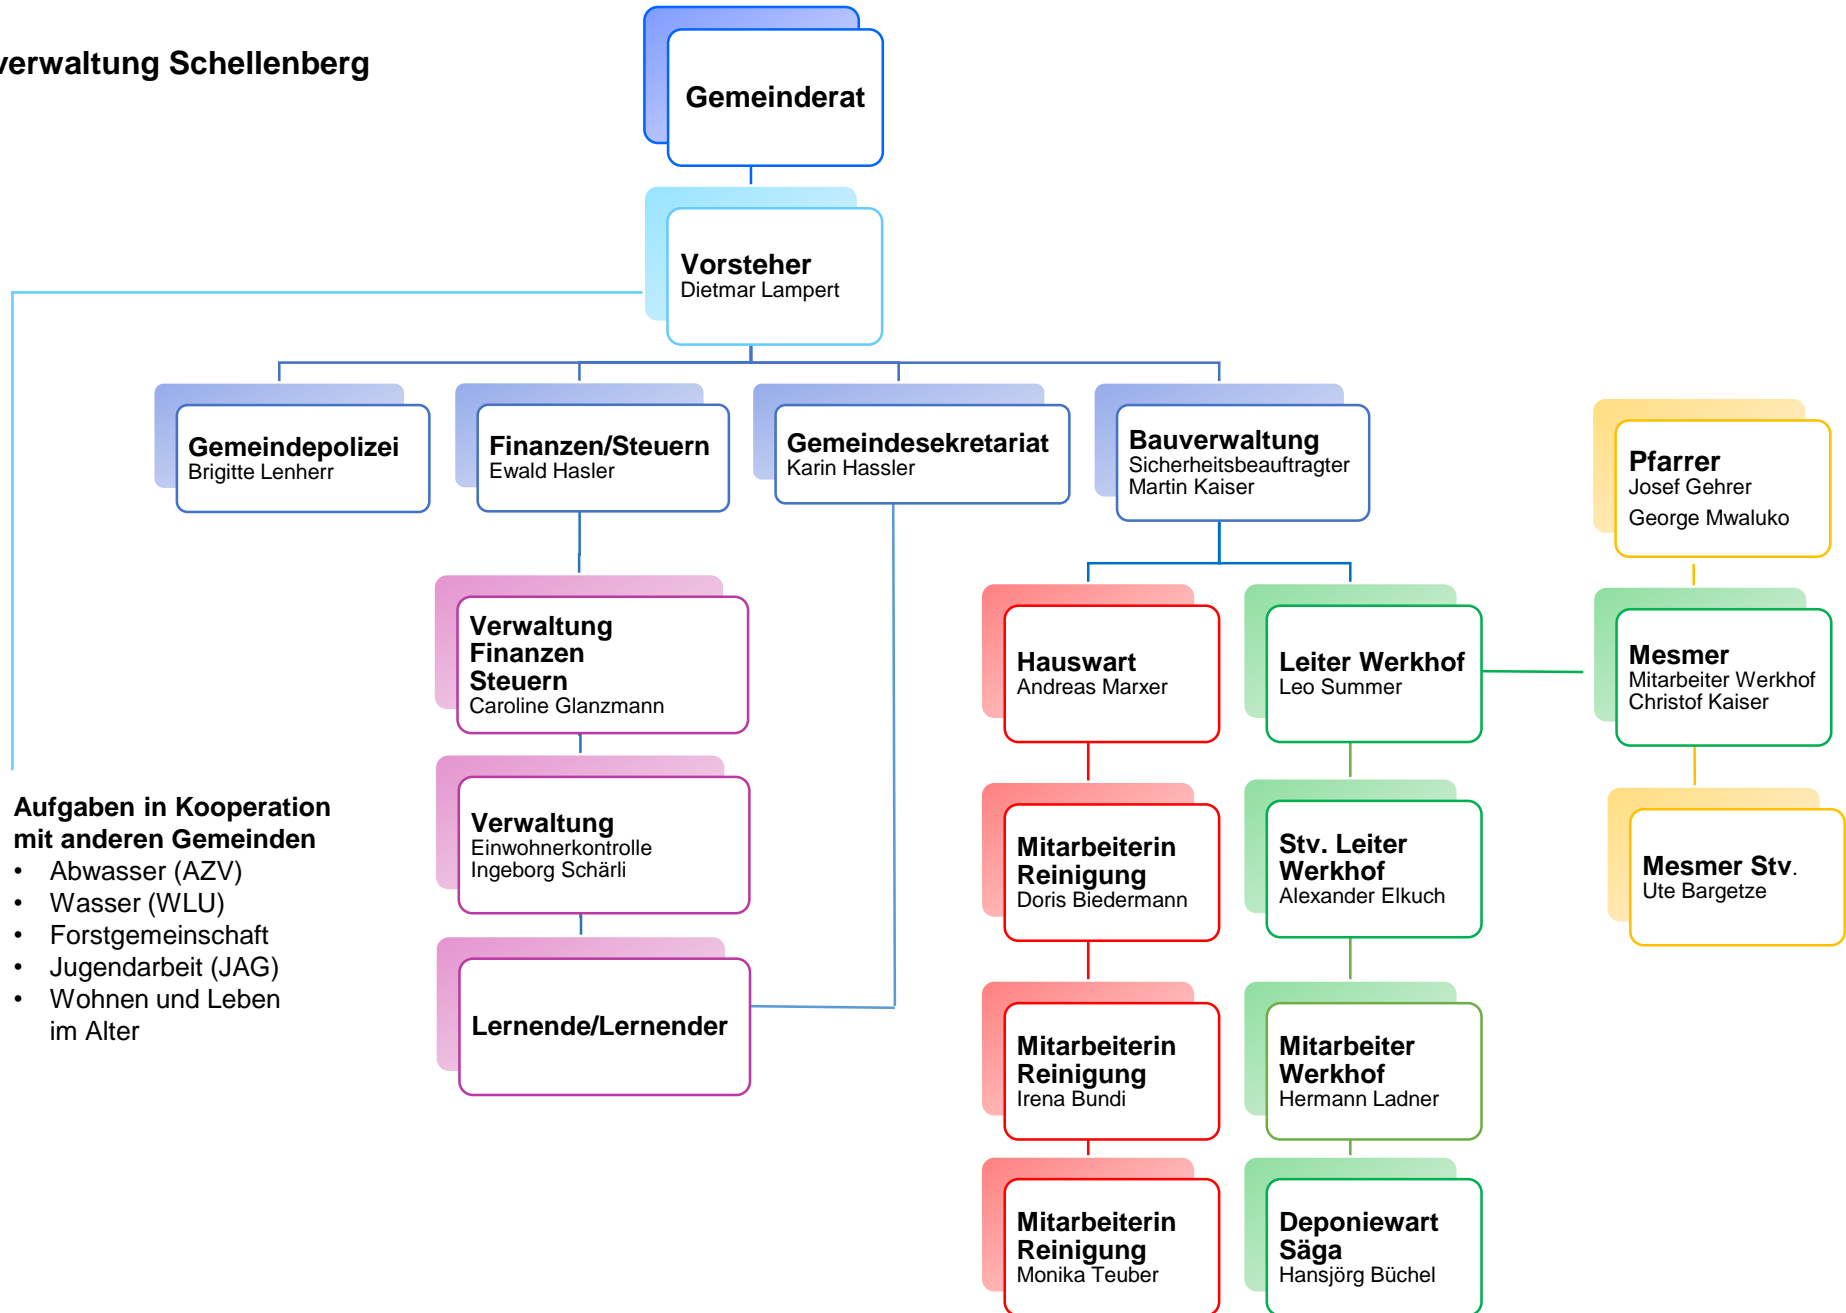 verwaltung Schellenberg
Gemeinderat
Vorsteher
Dietmar Lampert
Gemeindepolizei
Brigitte Lenherr
Finanzen/Steuern
Ewald Hasler
Gemeindesekretariat
Karin Hassler
Bauverwaltung
Sicherheitsbeauftragter
Martin Kaiser
Pfarrer
Josef Gehrer
George Mwaluko
Verwaltung
Finanzen
Steuern
Caroline Glanzmann
Hauswart
Andreas Marxer
Leiter Werkhof
Leo Summer
Mesmer
Mitarbeiter Werkhof
Christof Kaiser
Aufgaben in Kooperation
mit anderen Gemeinden
• Abwasser (AZV)
• Wasser (WLU)
• Forstgemeinschaft
• Jugendarbeit (JAG)
• Wohnen und Leben
im Alter
Verwaltung
Einwohnerkontrolle
Ingeborg Schärli
Mitarbeiterin
Reinigung
Doris Biedermann
Stv. Leiter
Werkhof
Alexander Elkuch
Mesmer Stv.
Ute Bargetze
Lernende/Lernender
Mitarbeiterin
Reinigung
Irena Bundi
Mitarbeiter
Werkhof
Hermann Ladner
Mitarbeiterin
Reinigung
Monika Teuber
Deponiewart
Säga
Hansjörg Büchel